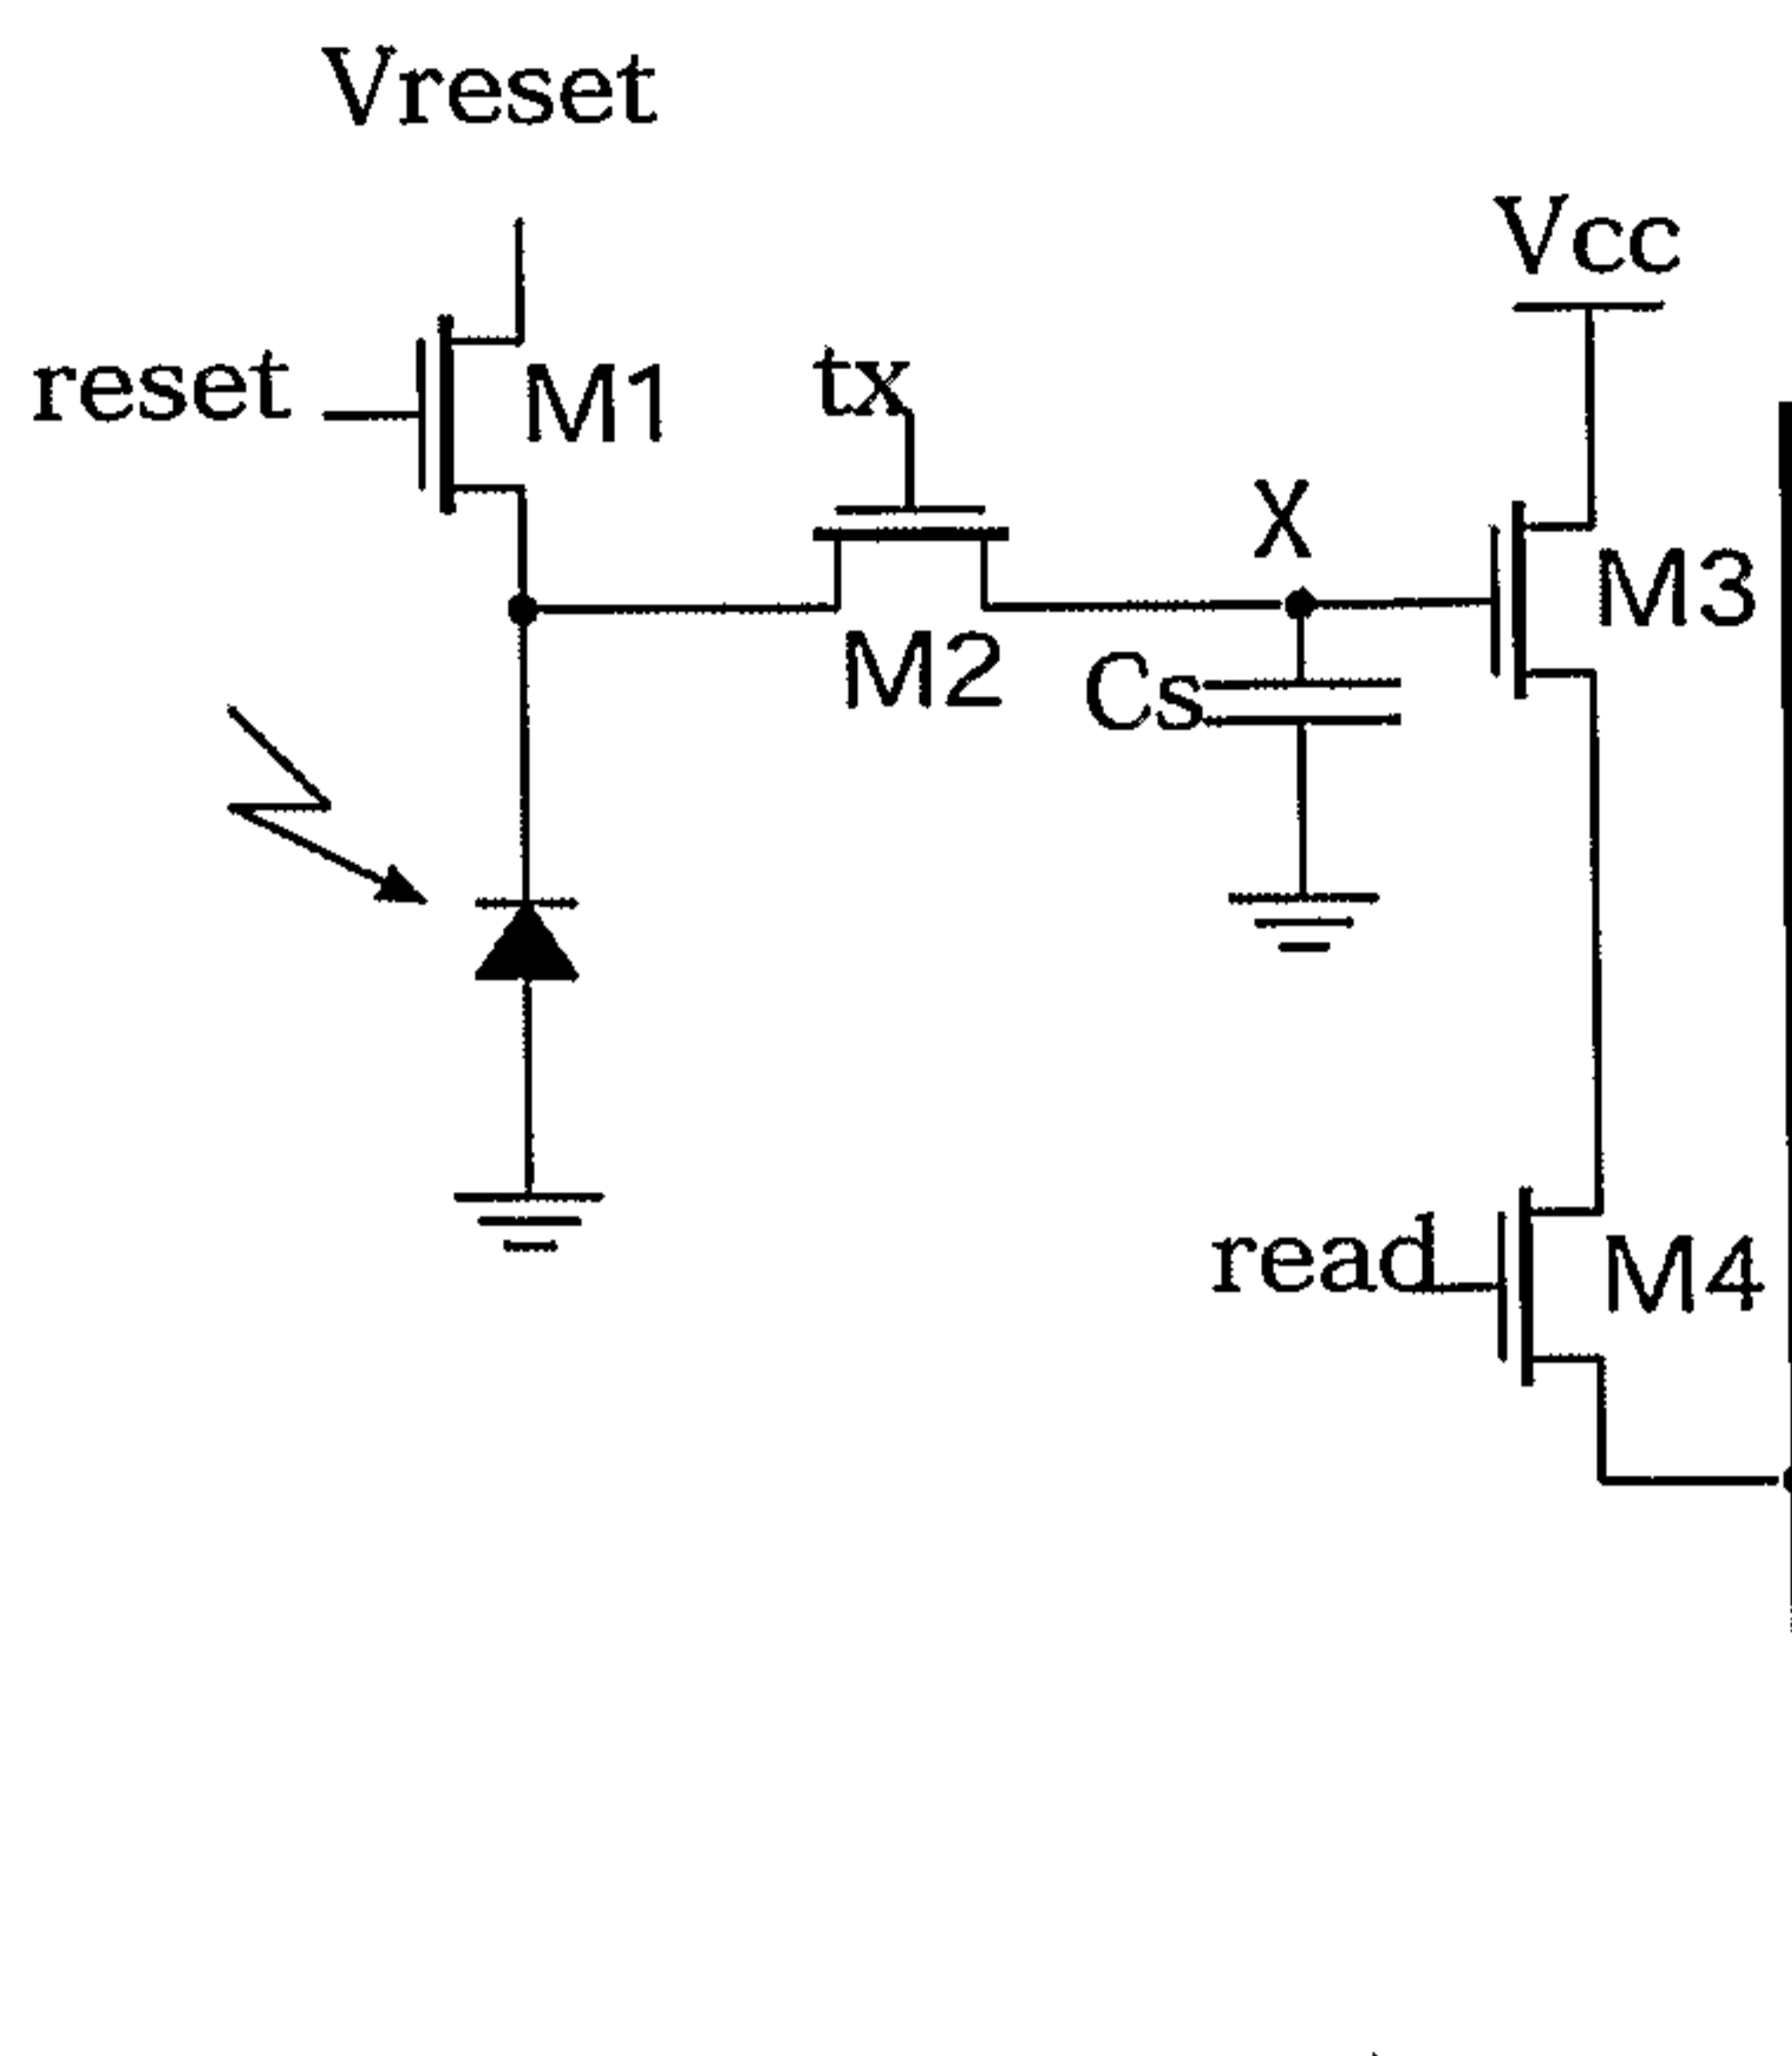 Vreset
Vcc
reset
M1
tx
X
M3
M2
Cs
read
M4